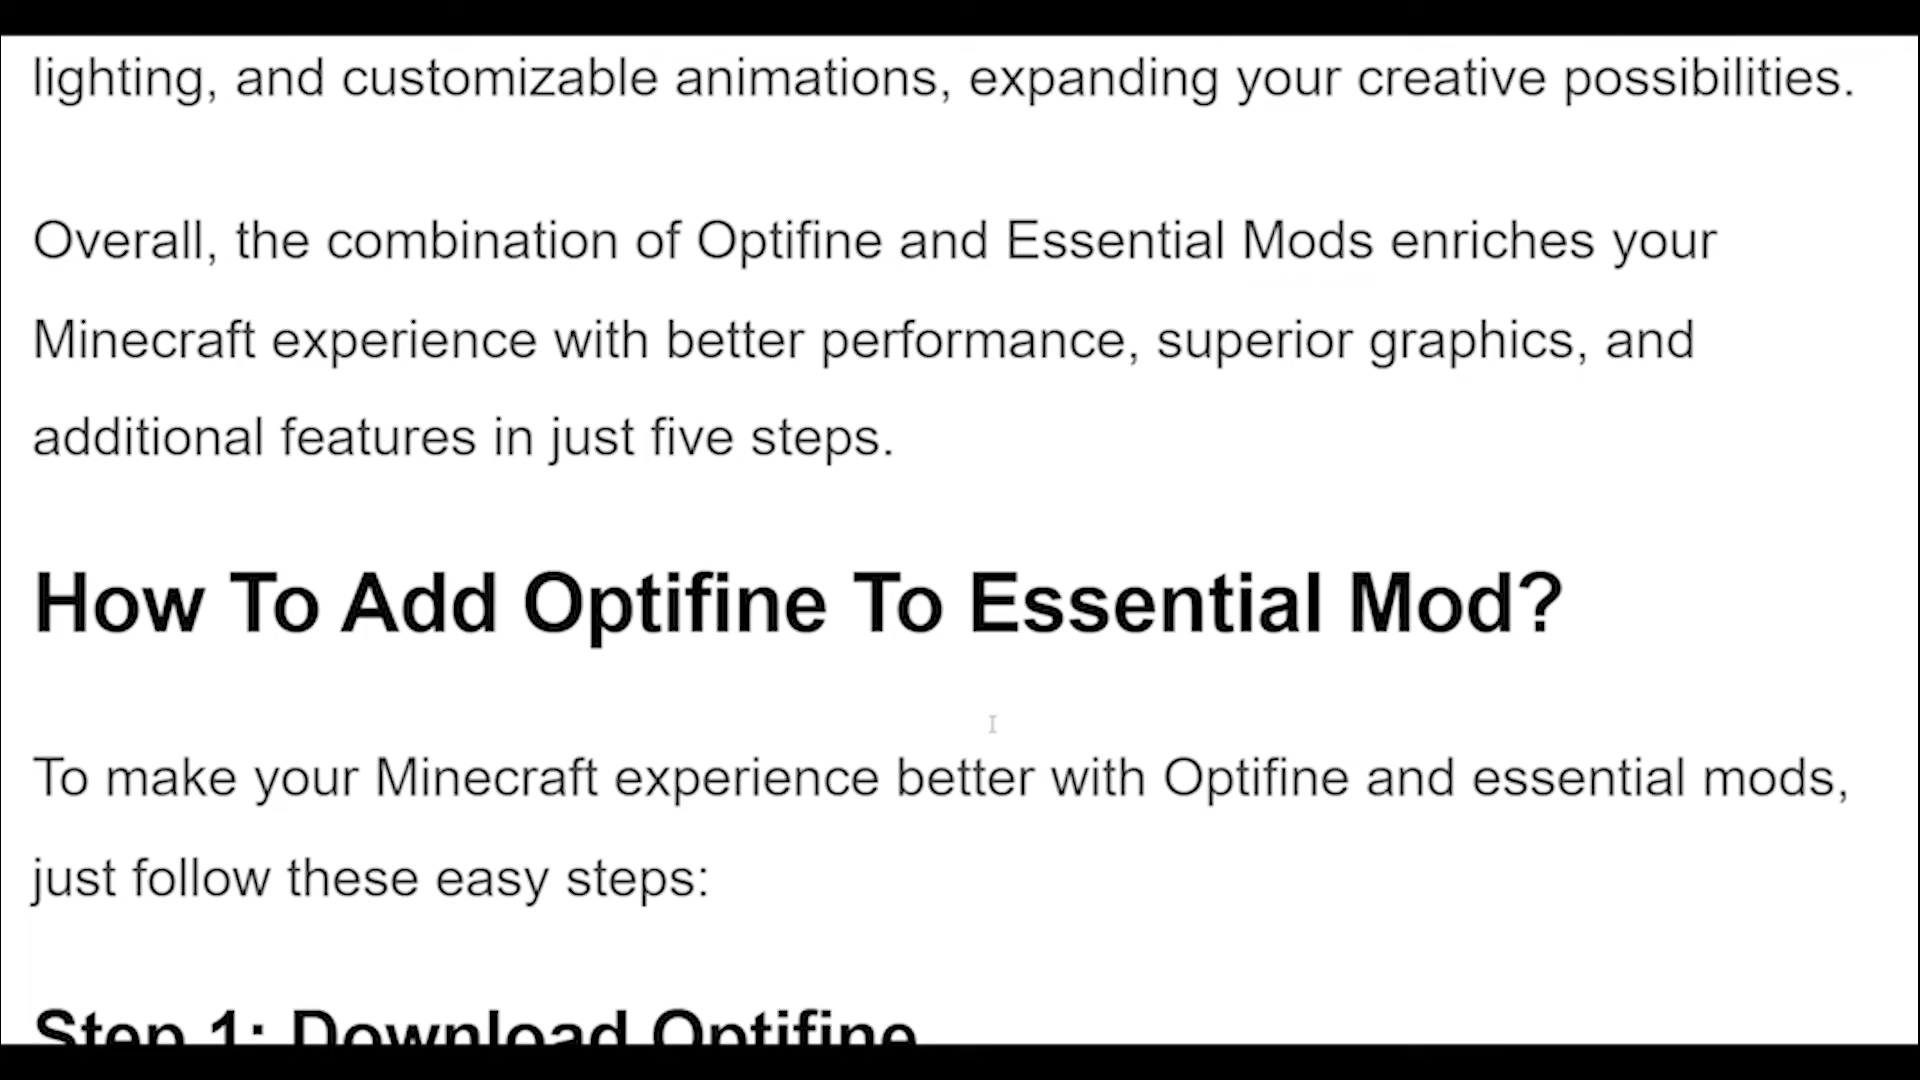 lighting, and customizable animations, expanding your creative possibilities.
Overall, the combination of Optifine and Essential Mods enriches your
Minecraft experience with better performance, superior graphics, and
additional features in just five steps.
How To Add Optifine To Essential Mod?
To make your Minecraft experience better with Optifine and essential mods,
just follow these easy steps:
Step 1: Download Optifine